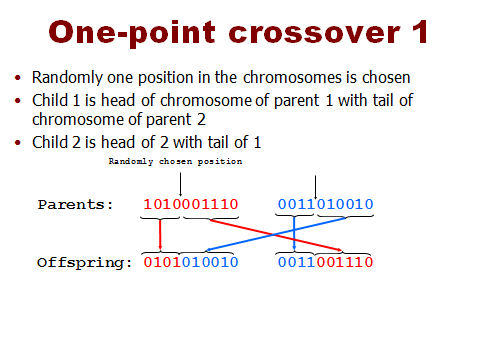 One-point crossover 1
• Randomly one position in the chromosomes is chosen
• Child 1 is head of chromosome of parent 1 with tail of
chromosome of parent 2
• Child 2 is head of 2 with tail of 1
Randomly chosen position
Parents: 1010001110 0011010010
Offspring: 0101010010 0011001110